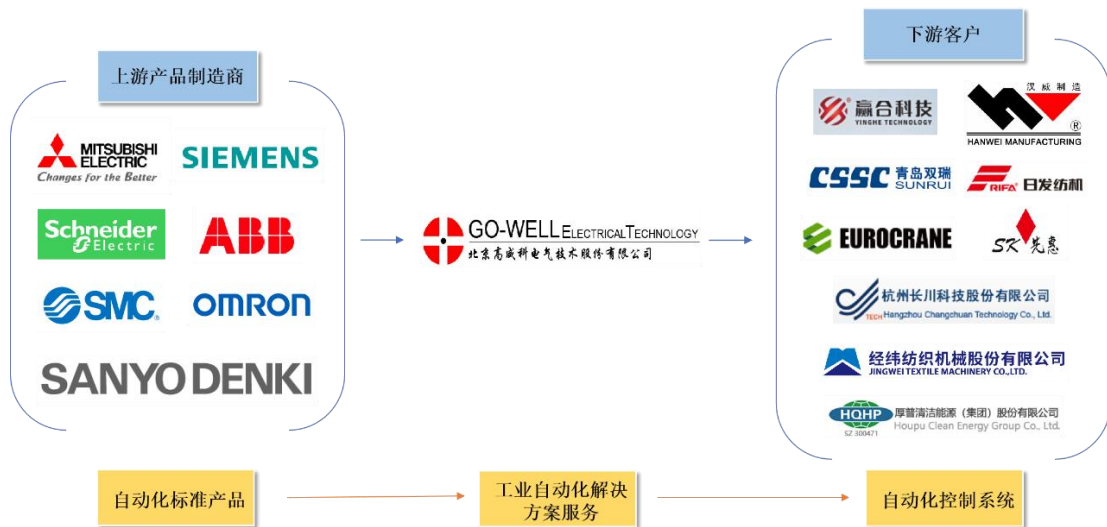 上游产品制造商
MITSUBISHI
ELECTRIC
Changes for the Better
SIEMENS
Schneider
Electric
ABB
SMC
®
OMRON
SANYO DENKI
GO-WELL ELECTRICAL TECHNOLOGY
北京高威科电气技术股份有限公司
下游客户
赢合科技
YINGHE TECHNOLOGY
汉威制造
®
HANWEI MANUFACTURING
CSSC 青岛双瑞
SUNRUI
RIFA® 日发纺机
EUROCRANE
SK 先惠
杭州长川科技股份有限公司
TECH Hangzhou Changchuan Technology Co., Ltd.
经纬纺织机械股份有限公司
JINGWEI TEXTILE MACHINERY CO.,LTD.
HQHP
SZ 300471
厚普清洁能源（集团）股份有限公司
Houpu Clean Energy Group Co., Ltd.
自动化标准产品
工业自动化解决
方案服务
自动化控制系统